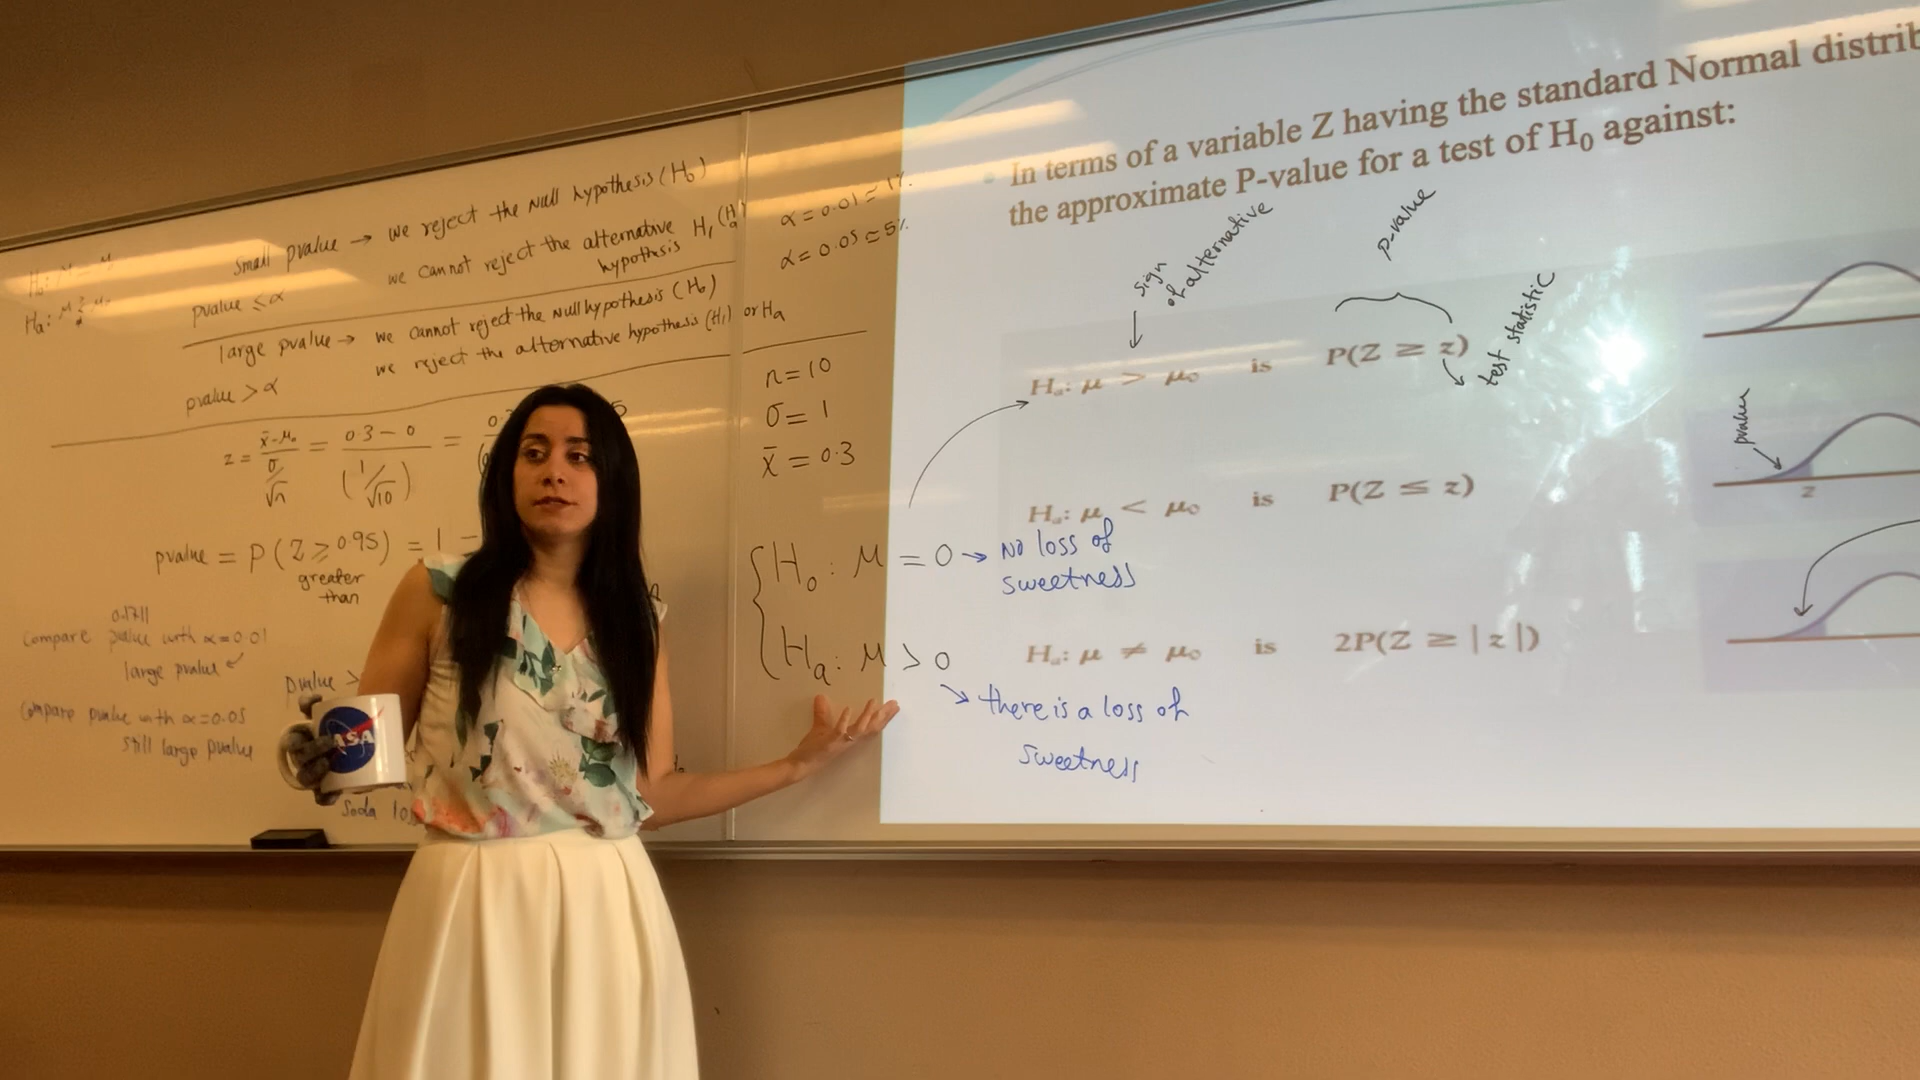 H₀: μ = μ₀
Hₐ: μ
small pvalue → we reject the Null hypothesis (H₀)
we cannot reject the alternative H₁ (Hₐ)
hypothesis
pvalue ≤ α
large pvalue → we cannot reject the Null hypothesis (H₀)
we reject the alternative hypothesis (H₁) or Hₐ
pvalue > α
z = (x̄ - μ₀)/(σ/√n) = (0.3 - 0)/(1/√10) =
pvalue = P(Z ≥ 0.95) = 1 -
greater
than
0.1711
compare pvalue with α = 0.01
large pvalue
pvalue >
compare pvalue with α = 0.05
still large pvalue
soda
ASA
α = 0.01 = 1%.
α = 0.05 = 5%.
n = 10
σ = 1
x̄ = 0.3
H₀: μ = 0 → No loss of
sweetness
Hₐ: μ > 0
→ there is a loss of
sweetness
In terms of a variable Z having the standard Normal distrib
the approximate P-value for a test of H₀ against:
sign
of alternative
p-value
test statistic
Hₐ: μ > μ₀ is P(Z ≥ z)
Hₐ: μ < μ₀ is P(Z ≤ z)
Hₐ: μ ≠ μ₀ is 2P(Z ≥ |z|)
pvalue
z